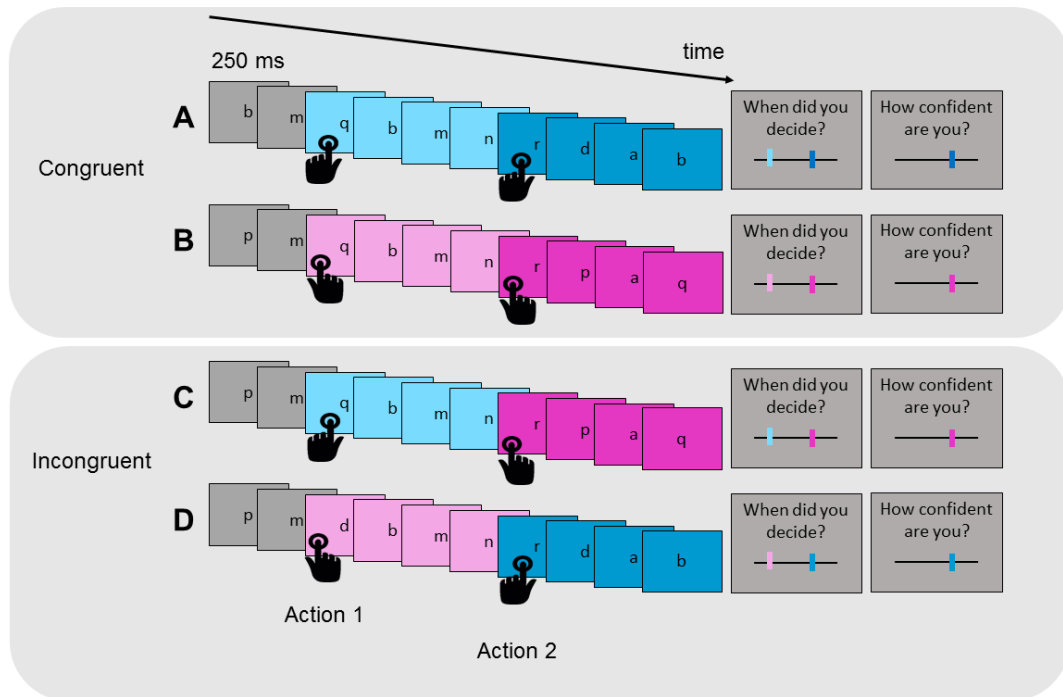 time
250 ms
Congruent
A
b m q b m n r d a b
When did you
decide?
How confident
are you?
B
p m q b m n r p a q
When did you
decide?
How confident
are you?
Incongruent
C
p m q b m n r p a q
When did you
decide?
How confident
are you?
D
p m d b m n r d a b
When did you
decide?
How confident
are you?
Action 1
Action 2